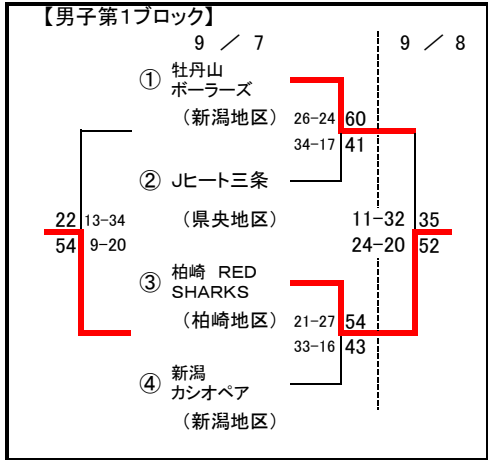 【男子第1ブロック】
9 ／ 7
9 ／ 8
① 牡丹山
ボーラーズ
（新潟地区）
26-24 60
34-17 41
② Jヒート三条
（県央地区）
22 13-34
54 9-20
11-32 35
24-20 52
③ 柏崎 RED
SHARKS
（柏崎地区）
21-27 54
33-16 43
④ 新潟
カシオペア
（新潟地区）